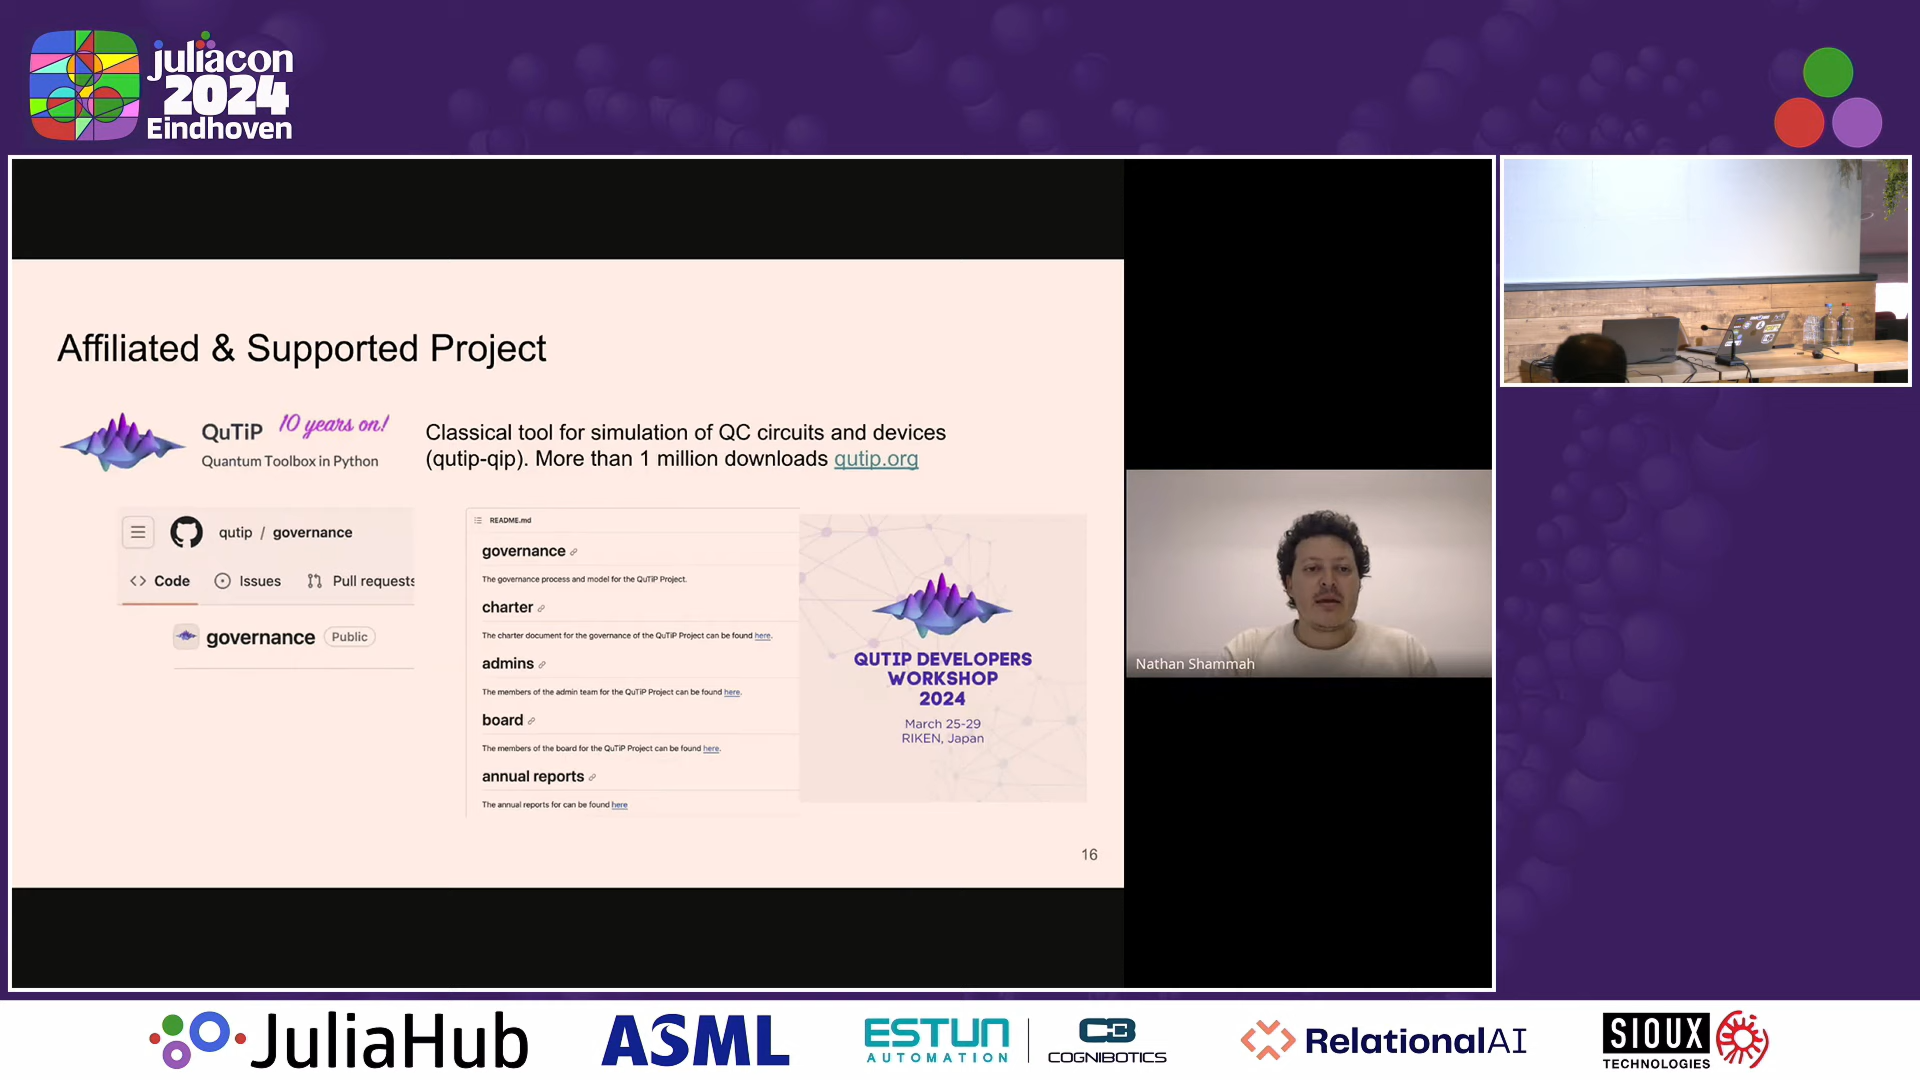 juliacon
2024
Eindhoven
Affiliated & Supported Project
QuTiP
10 years on!
Quantum Toolbox in Python
Classical tool for simulation of QC circuits and devices
(qutip-qip). More than 1 million downloads qutip.org
qutip / governance
Code
Issues
Pull requests
governance
Public
README.md
governance
The governance process and model for the QuTiP Project.
charter
The charter document for the governance of the QuTiP Project can be found here.
admins
The members of the admin team for the QuTiP Project can be found here.
board
The members of the board for the QuTiP Project can be found here.
annual reports
The annual reports for can be found here
QUTIP DEVELOPERS
WORKSHOP
2024
March 25-29
RIKEN, Japan
16
Nathan Shammah
JuliaHub
ASML
ESTUN
AUTOMATION
COGNIBOTICS
RelationalAI
SIOUX
TECHNOLOGIES